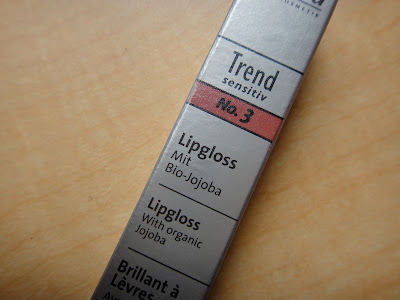 Trend
sensitiv
No. 3
Lipgloss
Mit
Bio-Jojoba
Lipgloss
With organic
Jojoba
Brillant à
Lèvres